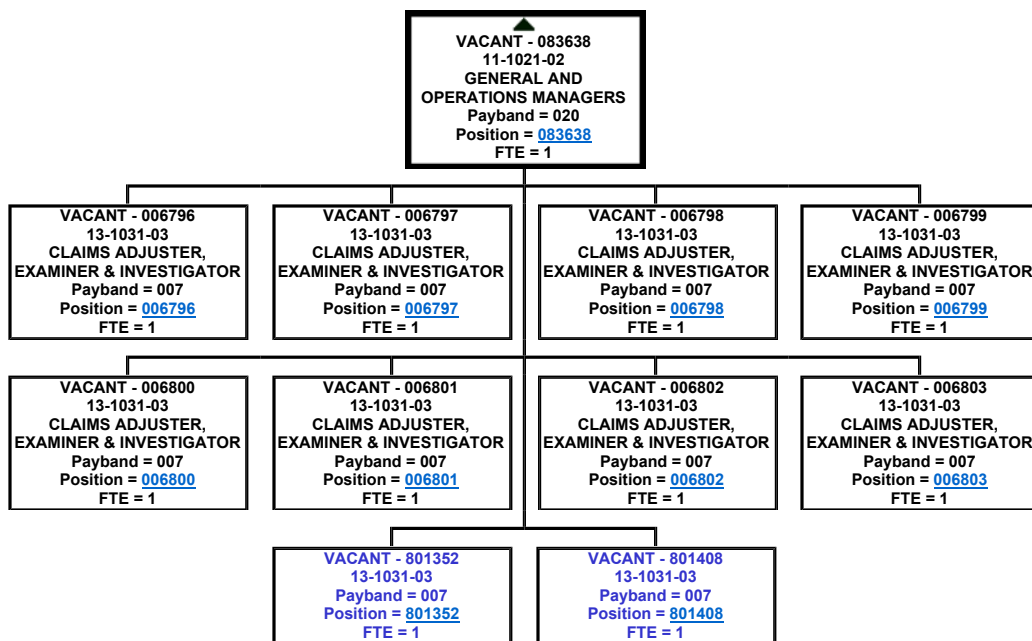 VACANT - 083638
11-1021-02
GENERAL AND
OPERATIONS MANAGERS
Payband = 020
Position = 083638
FTE = 1
VACANT - 006796
13-1031-03
CLAIMS ADJUSTER,
EXAMINER & INVESTIGATOR
Payband = 007
Position = 006796
FTE = 1
VACANT - 006797
13-1031-03
CLAIMS ADJUSTER,
EXAMINER & INVESTIGATOR
Payband = 007
Position = 006797
FTE = 1
VACANT - 006798
13-1031-03
CLAIMS ADJUSTER,
EXAMINER & INVESTIGATOR
Payband = 007
Position = 006798
FTE = 1
VACANT - 006799
13-1031-03
CLAIMS ADJUSTER,
EXAMINER & INVESTIGATOR
Payband = 007
Position = 006799
FTE = 1
VACANT - 006800
13-1031-03
CLAIMS ADJUSTER,
EXAMINER & INVESTIGATOR
Payband = 007
Position = 006800
FTE = 1
VACANT - 006801
13-1031-03
CLAIMS ADJUSTER,
EXAMINER & INVESTIGATOR
Payband = 007
Position = 006801
FTE = 1
VACANT - 006802
13-1031-03
CLAIMS ADJUSTER,
EXAMINER & INVESTIGATOR
Payband = 007
Position = 006802
FTE = 1
VACANT - 006803
13-1031-03
CLAIMS ADJUSTER,
EXAMINER & INVESTIGATOR
Payband = 007
Position = 006803
FTE = 1
VACANT - 801352
13-1031-03
Payband = 007
Position = 801352
FTE = 1
VACANT - 801408
13-1031-03
Payband = 007
Position = 801408
FTE = 1